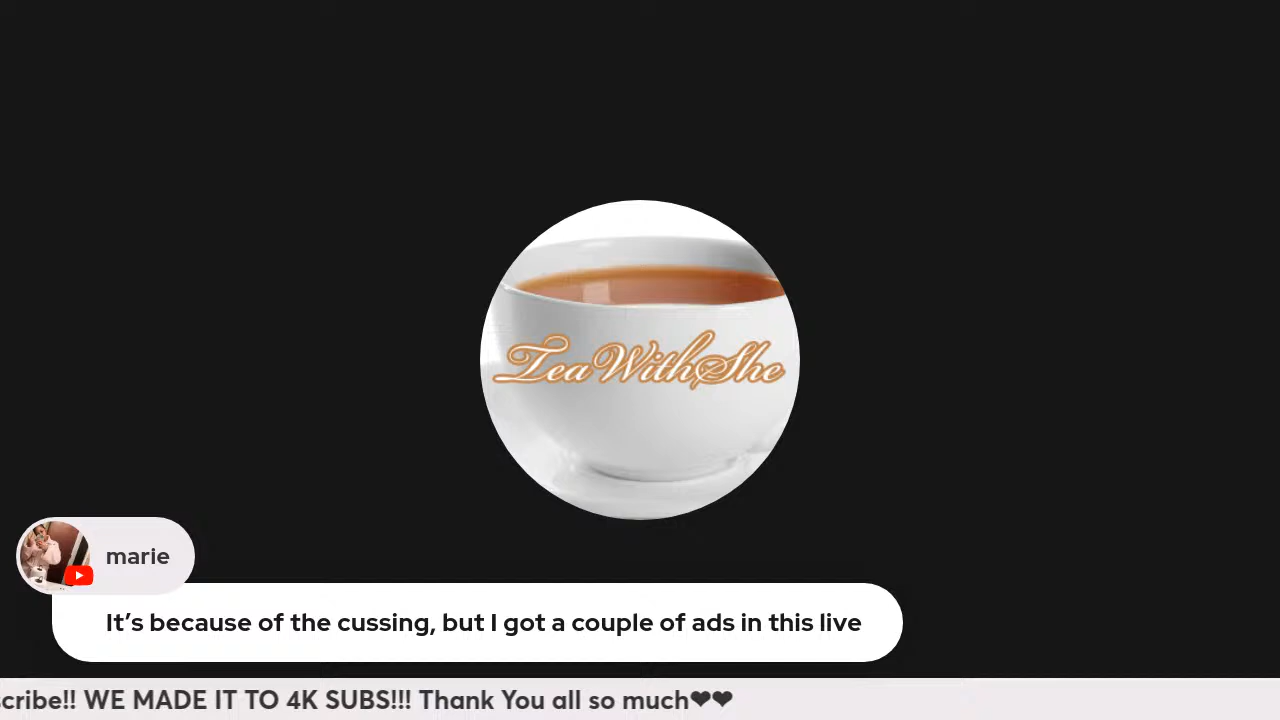 TeaWithShe
marie
It’s because of the cussing, but I got a couple of ads in this live
scribe!! WE MADE IT TO 4K SUBS!!! Thank You all so much❤❤